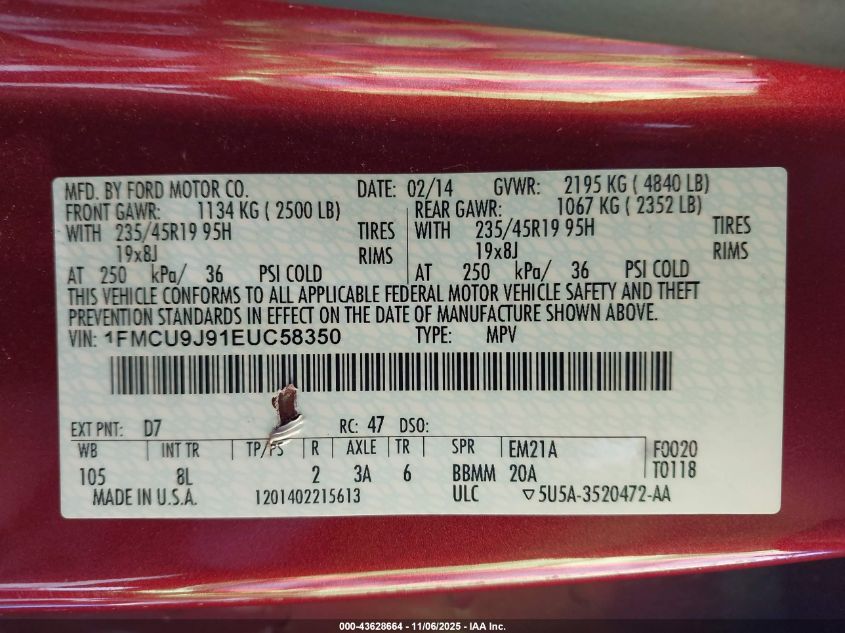 MFD. BY FORD MOTOR CO. DATE: 02/14 GVWR: 2195 KG ( 4840 LB)
FRONT GAWR: 1134 KG ( 2500 LB) REAR GAWR: 1067 KG ( 2352 LB)
WITH 235/45R19 95H TIRES WITH 235/45R19 95H TIRES
19x8J RIMS 19x8J RIMS
AT 250 kPa/ 36 PSI COLD AT 250 kPa/ 36 PSI COLD
THIS VEHICLE CONFORMS TO ALL APPLICABLE FEDERAL MOTOR VEHICLE SAFETY AND THEFT
PREVENTION STANDARDS IN EFFECT ON THE DATE OF MANUFACTURE SHOWN ABOVE.
VIN: 1FMCU9J91EUC58350 TYPE: MPV
EXT PNT: D7 RC: 47 DSO:
WB INT TR TP/PS R AXLE TR SPR EM21A F0020
105 8L 2 3A 6 BBMM 20A T0118
MADE IN U.S.A. 1201402215613 ULC ▽5U5A-3520472-AA
000-43628664 - 11/06/2025 - IAA Inc.